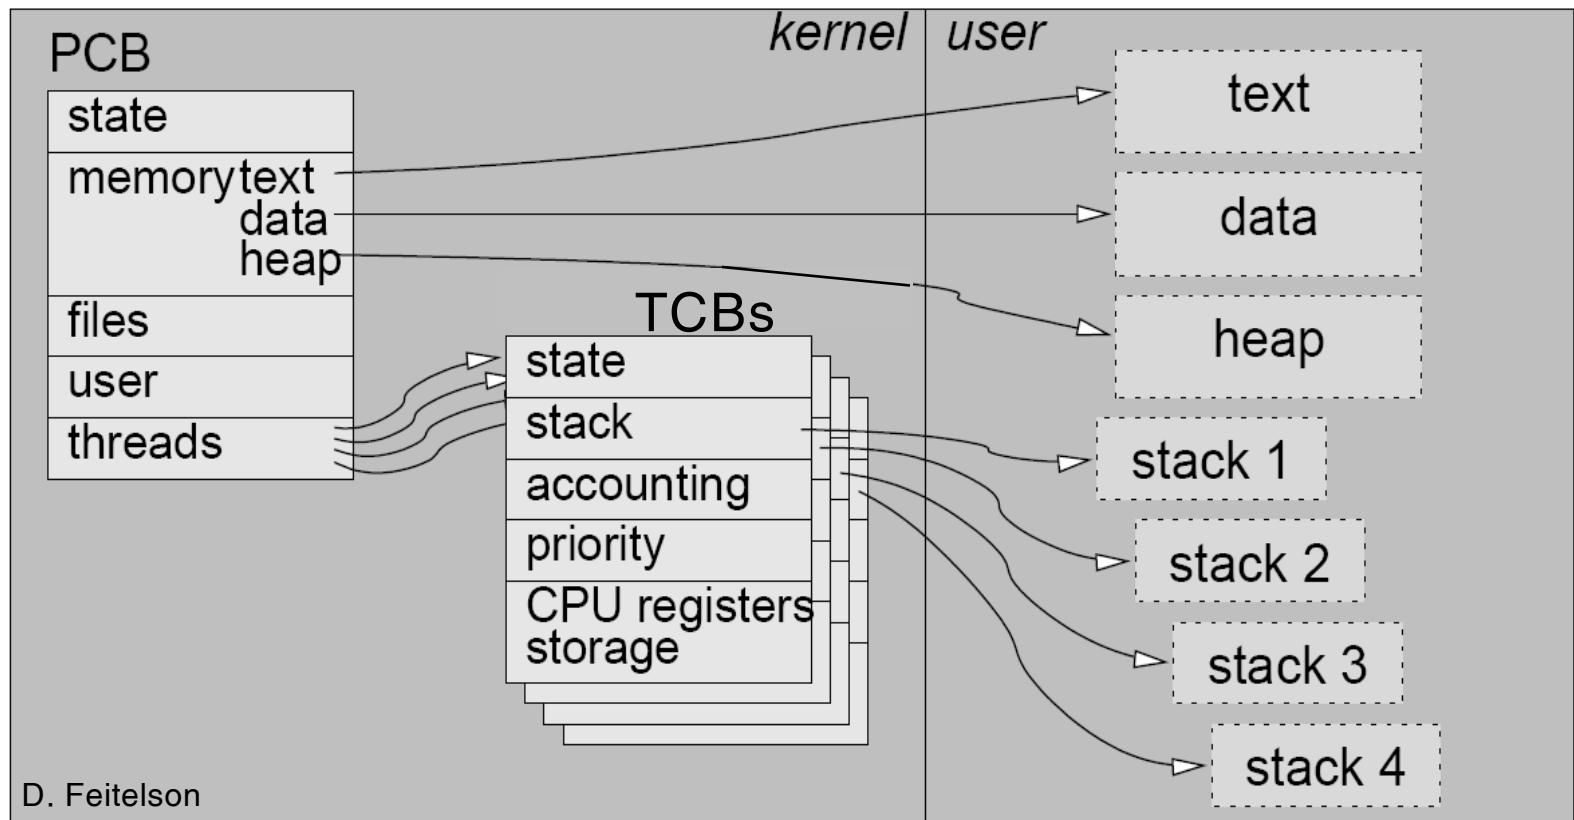 kernel
user
PCB
state
memory text
data
heap
files
user
threads
TCBs
state
stack
accounting
priority
CPU registers
storage
text
data
heap
stack 1
stack 2
stack 3
stack 4
D. Feitelson